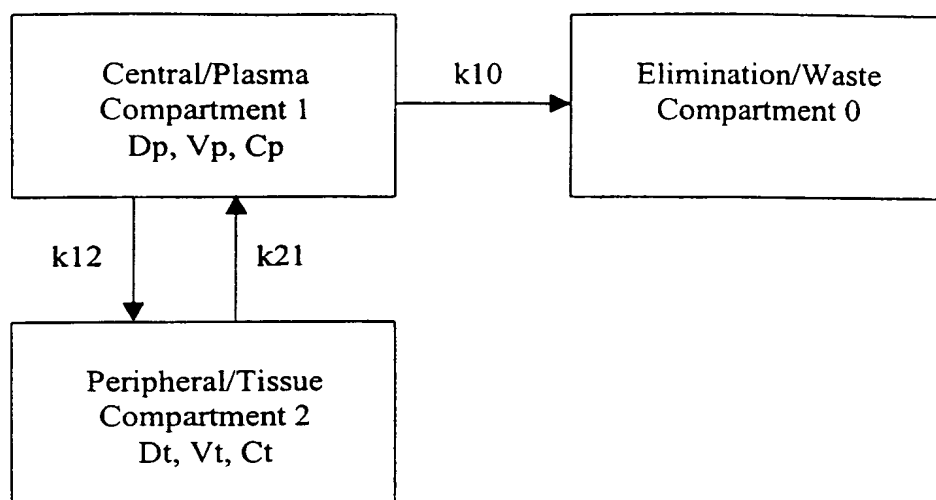 Central/Plasma
Compartment 1
Dp, Vp, Cp
k10
Elimination/Waste
Compartment 0
k12
k21
Peripheral/Tissue
Compartment 2
Dt, Vt, Ct